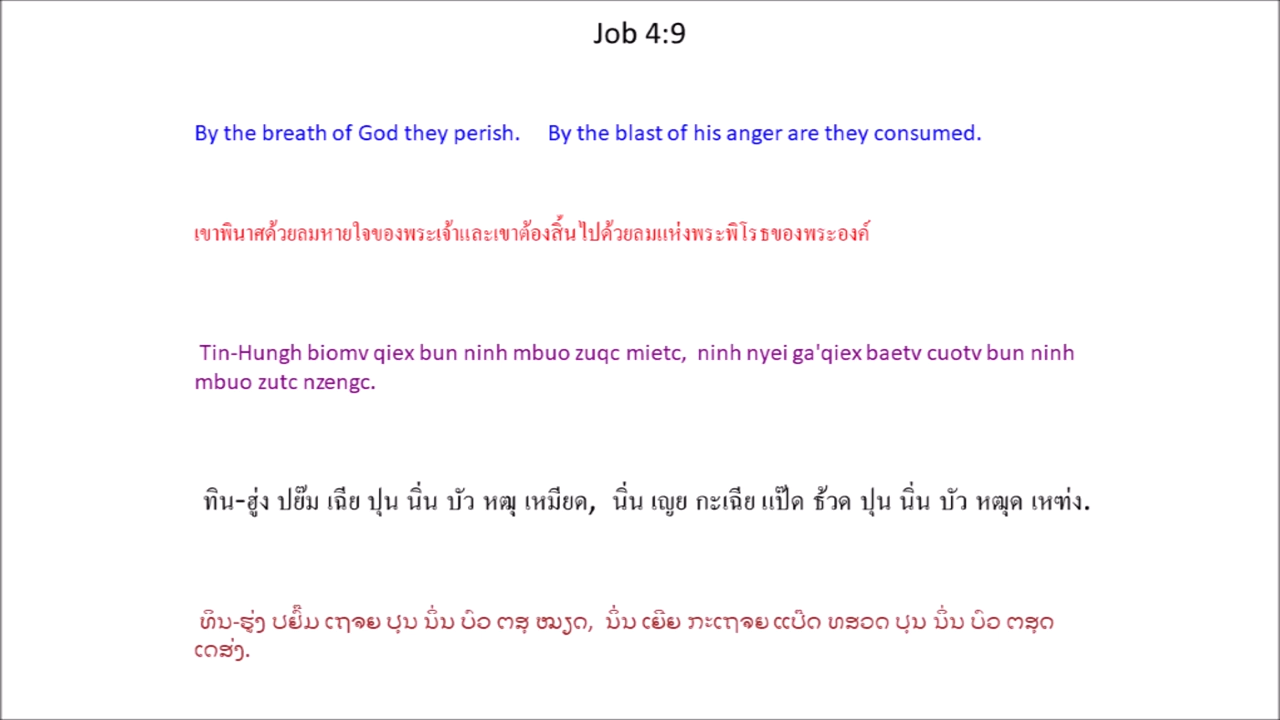 Job 4:9
By the breath of God they perish. By the blast of his anger are they consumed.
เขาพินาศด้วยลมหายใจของพระเจ้าและเขาต้องสิ้นไปด้วยลมแห่งพระพิโรธของพระองค์
Tin-Hungh biomv qiex bun ninh mbuo zuqc mietc, ninh nyei ga'qiex baetv cuotv bun ninh
mbuo zutc nzengc.
ทิน-ฮู่ง ปย๊ีม เฉีย ปุน นิ่น บัว หฒุ เหมียด, นิ่น เญย กะเฉีย แป๊ด ธ้วด ปุน นิ่น บัว หฒุด เหฑ่ง.
ທິນ-ຮູ່ງ ປຍົ໊ມ ເຖຈຍ ປຸນ ນິ່ນ ບົວ ຕສຸ ໝຽດ, ນິ່ນ ເຍີຍ ກະເຖຈຍ ແປ໊ດ ທສວດ ປຸນ ນິ່ນ ບົວ ຕສຸດ
ເດສ່ງ.